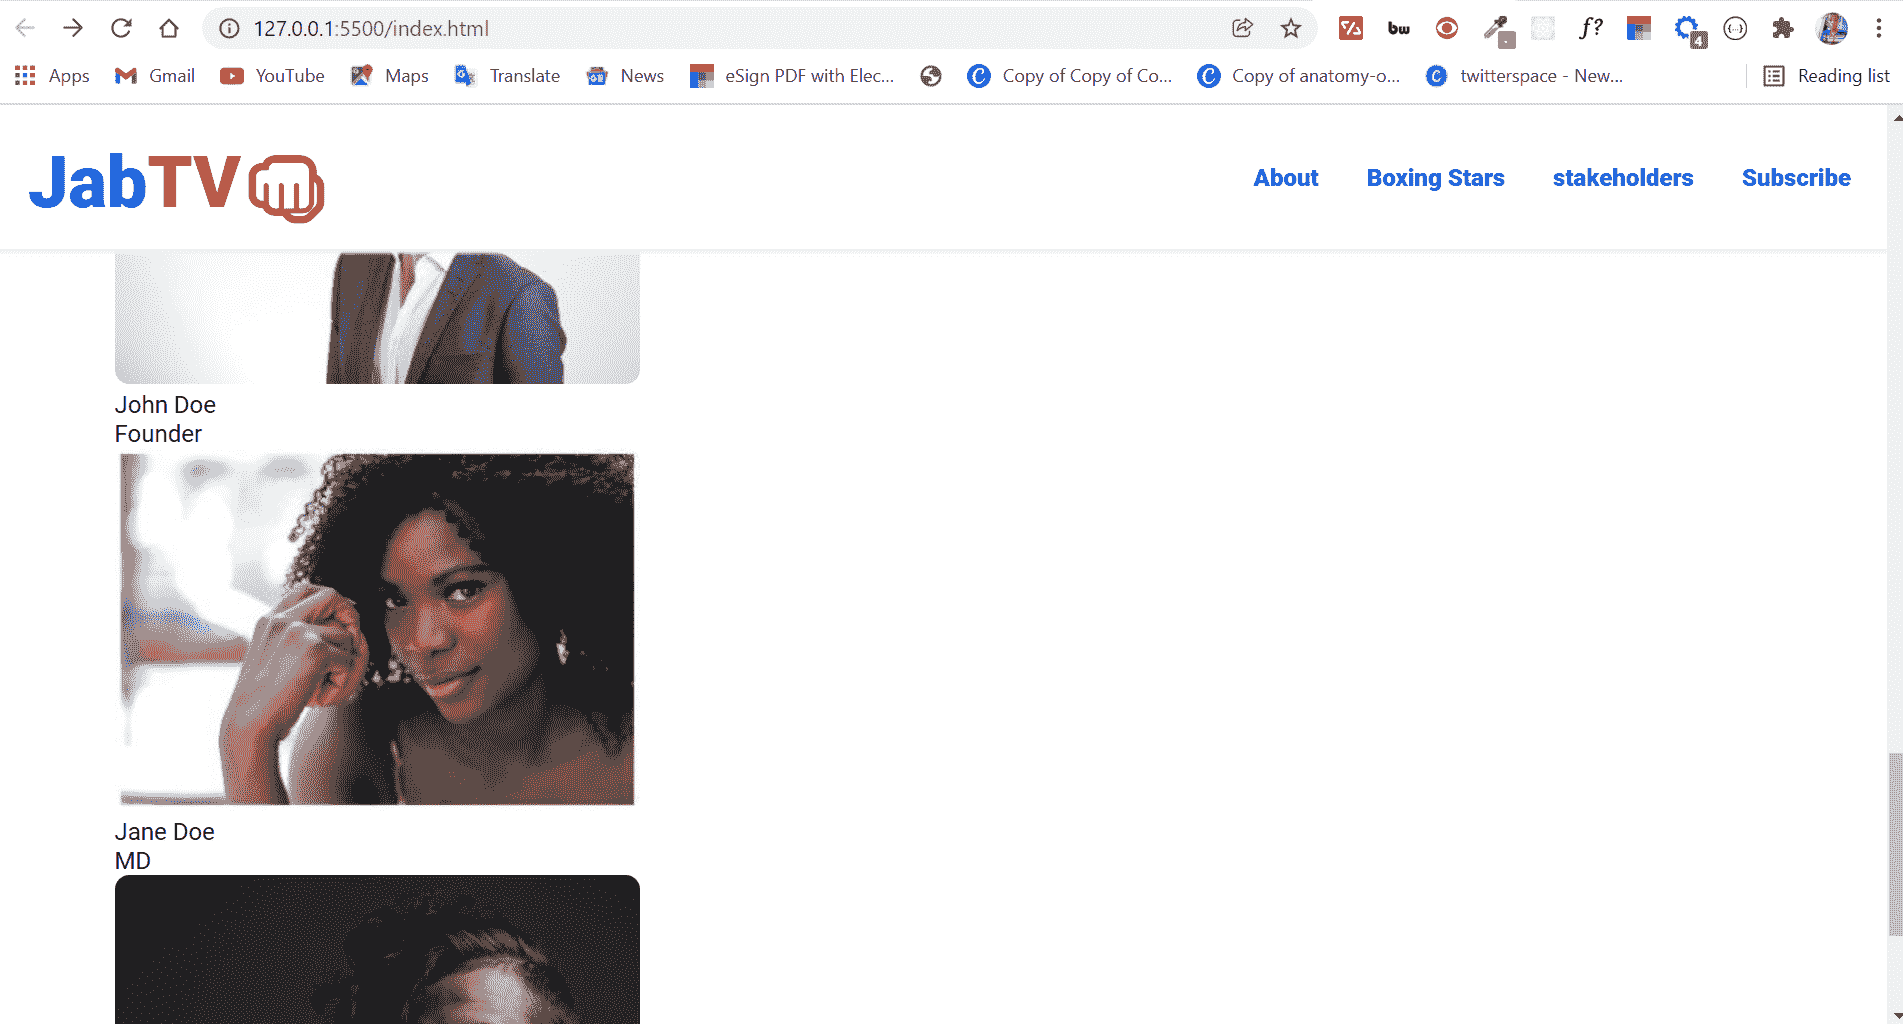 127.0.0.1:5500/index.html
bw
f?
4
Apps
Gmail
YouTube
Maps
Translate
News
eSign PDF with Elec...
Copy of Copy of Co...
Copy of anatomy-o...
twitterspace - New...
Reading list
JabTV
About
Boxing Stars
stakeholders
Subscribe
John Doe
Founder
Jane Doe
MD